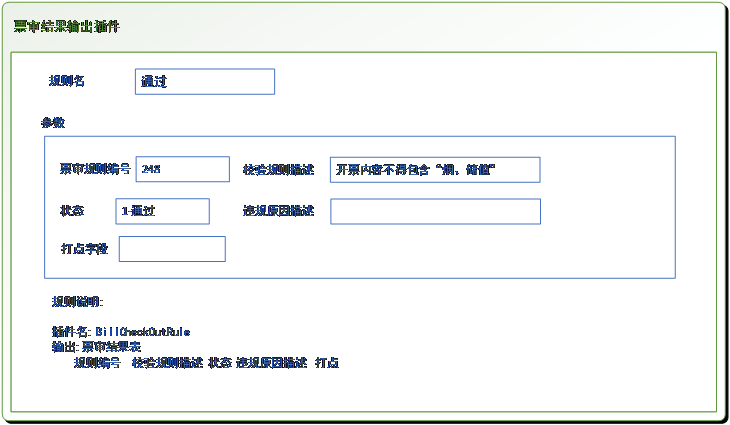 票审结果输出插件
规则名 通过
参数
票审规则编号 248 校验规则描述 开票内容不得包含“烟、储值”
状态 1-通过 违规原因描述
打点字段
规则说明:
插件名: BillCheckOutRule
输出: 票审结果表
规则编号 校验规则描述 状态 违规原因描述 打点